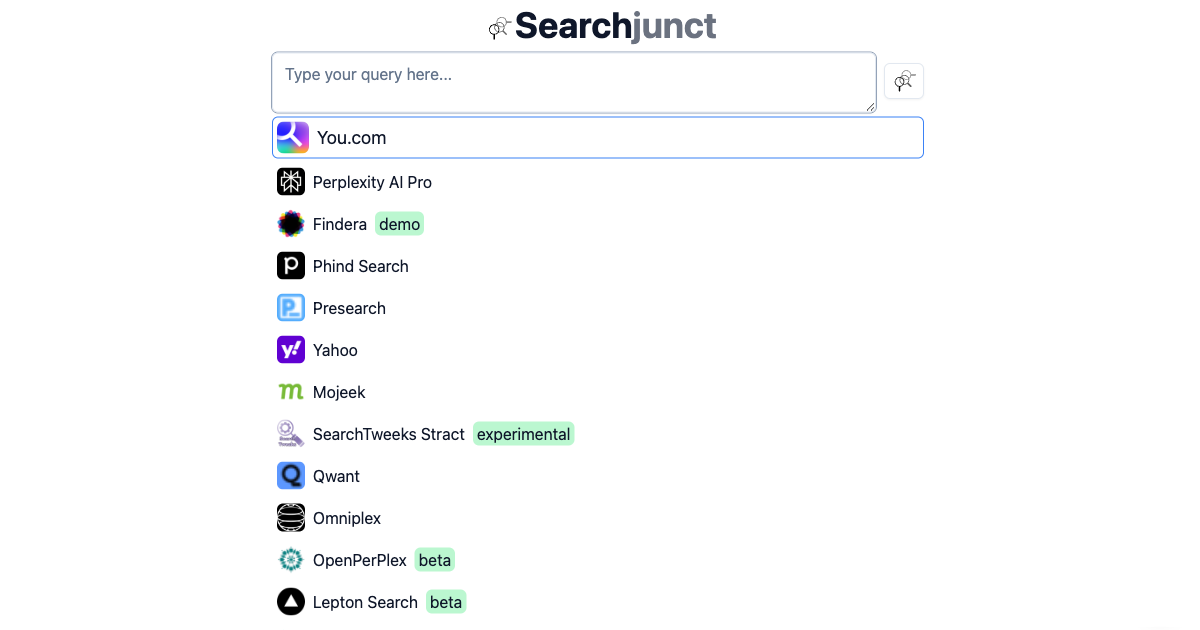 Searchjunct
Type your query here...
You.com
Perplexity AI Pro
Findera demo
Phind Search
Presearch
Yahoo
Mojeek
SearchTweeks Stract experimental
Qwant
Omniplex
OpenPerPlex beta
Lepton Search beta